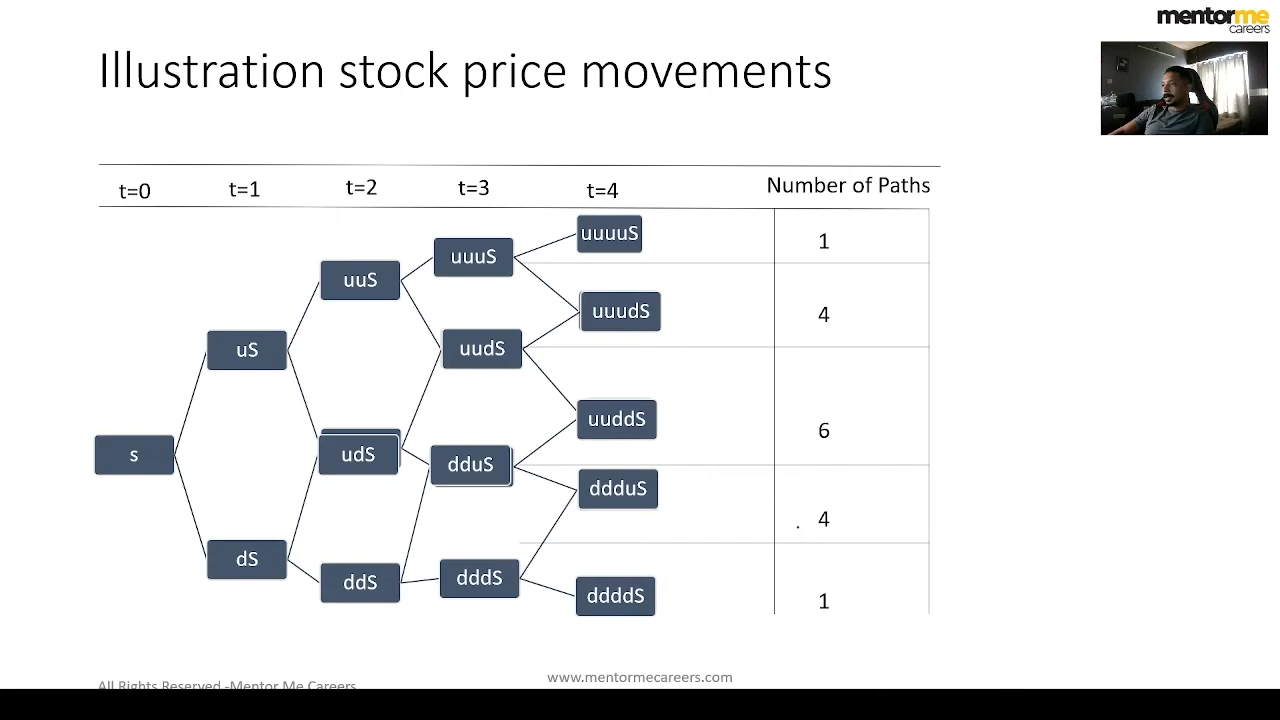 mentorme
careers
Illustration stock price movements
t=0 t=1 t=2 t=3 t=4 Number of Paths
uuuuS 1
uuuS
uuS
uuudS 4
uS
uudS
uuddS 6
s
udS
dduS
ddduS 4
dS
ddS
dddS
ddddS 1
www.mentormecareers.com
All Rights Reserved -Mentor Me Careers